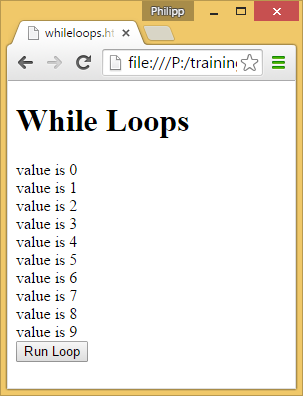 Philipp
whileloops.ht
file:///P:/training
While Loops
value is 0
value is 1
value is 2
value is 3
value is 4
value is 5
value is 6
value is 7
value is 8
value is 9
Run Loop